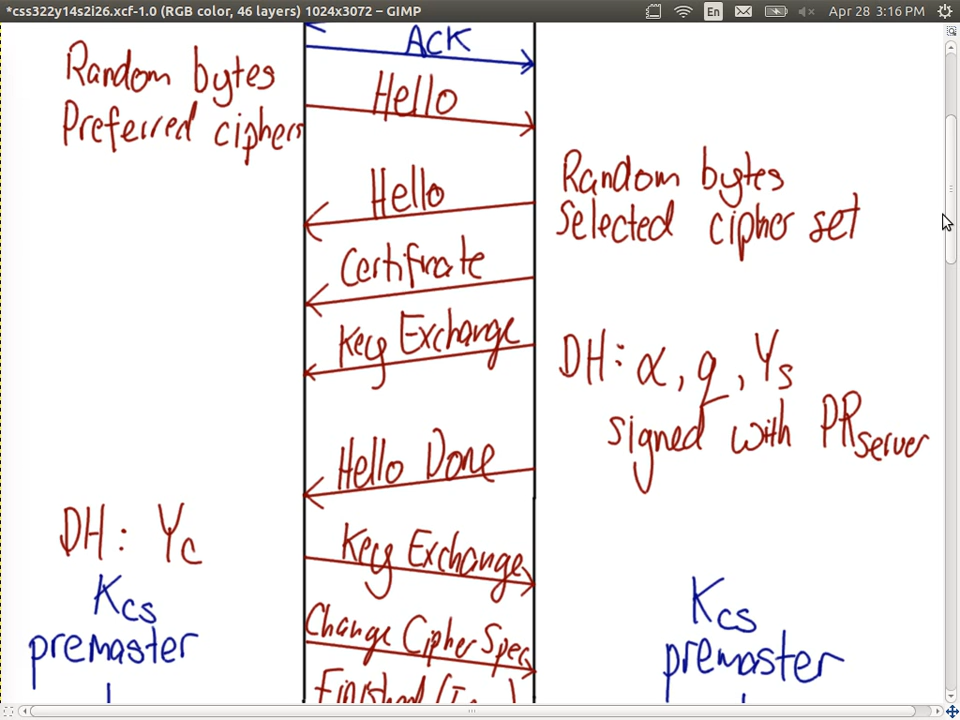 *css322y14s2i26.xcf-1.0 (RGB color, 46 layers) 1024x3072 – GIMP
En
Apr 28 3:16 PM
Ack
Random bytes
Preferred ciphers
Hello
Hello
Random bytes
Selected cipher set
Certificate
Key Exchange
DH: α, q, Ys
signed with PRserver
Hello Done
DH: Yc
Key Exchange
Kcs
premaster
Kcs
premaster
Change Cipher Spec
Finished